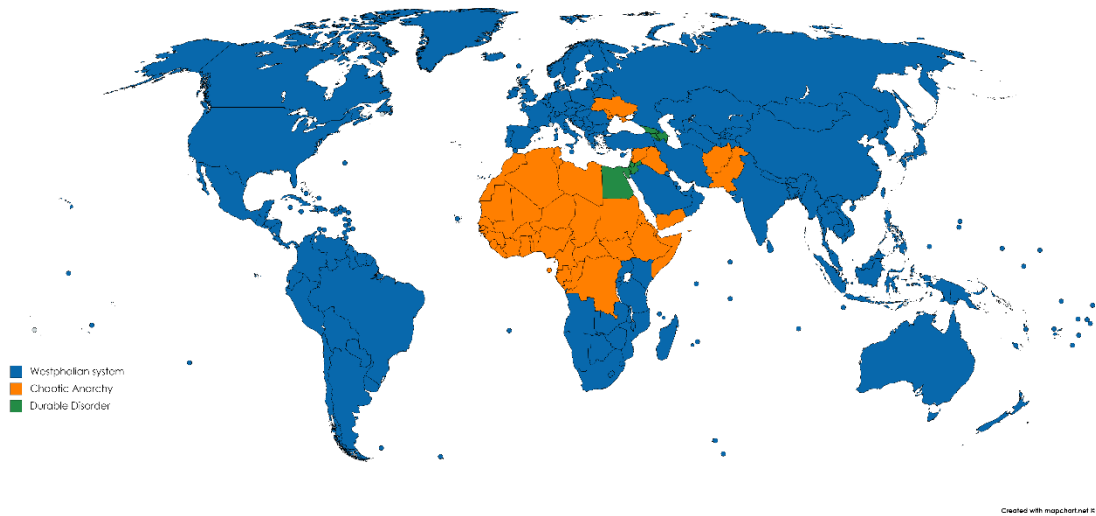 Westphalian system
Chaotic Anarchy
Durable Disorder
Created with mapchart.net ©